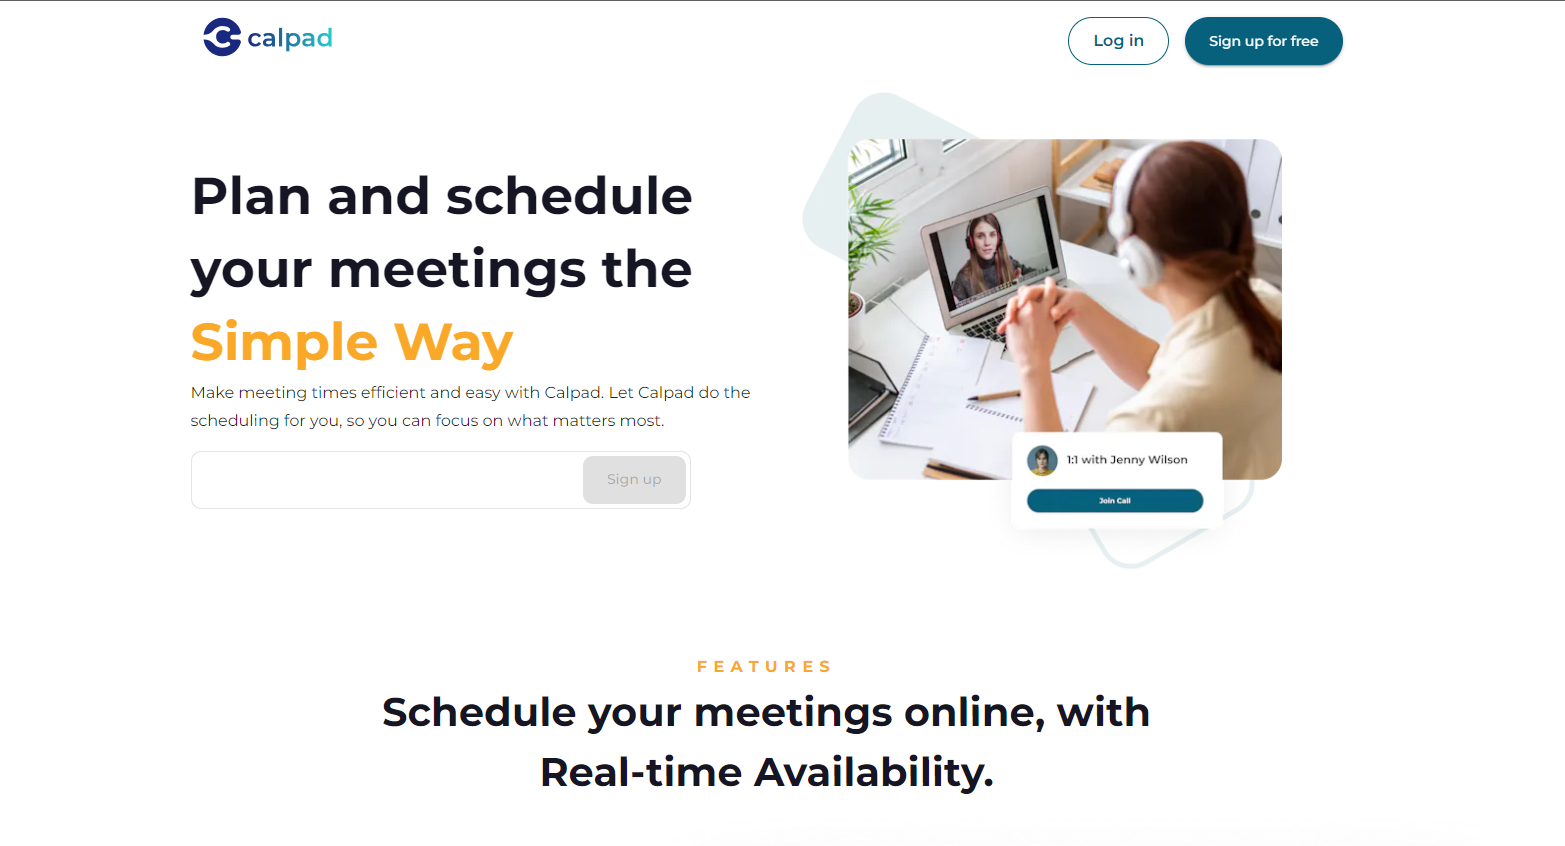 calpad
Log in
Sign up for free
Plan and schedule
your meetings the
Simple Way
Make meeting times efficient and easy with Calpad. Let Calpad do the
scheduling for you, so you can focus on what matters most.
Sign up
1:1 with Jenny Wilson
Join Call
FEATURES
Schedule your meetings online, with
Real-time Availability.